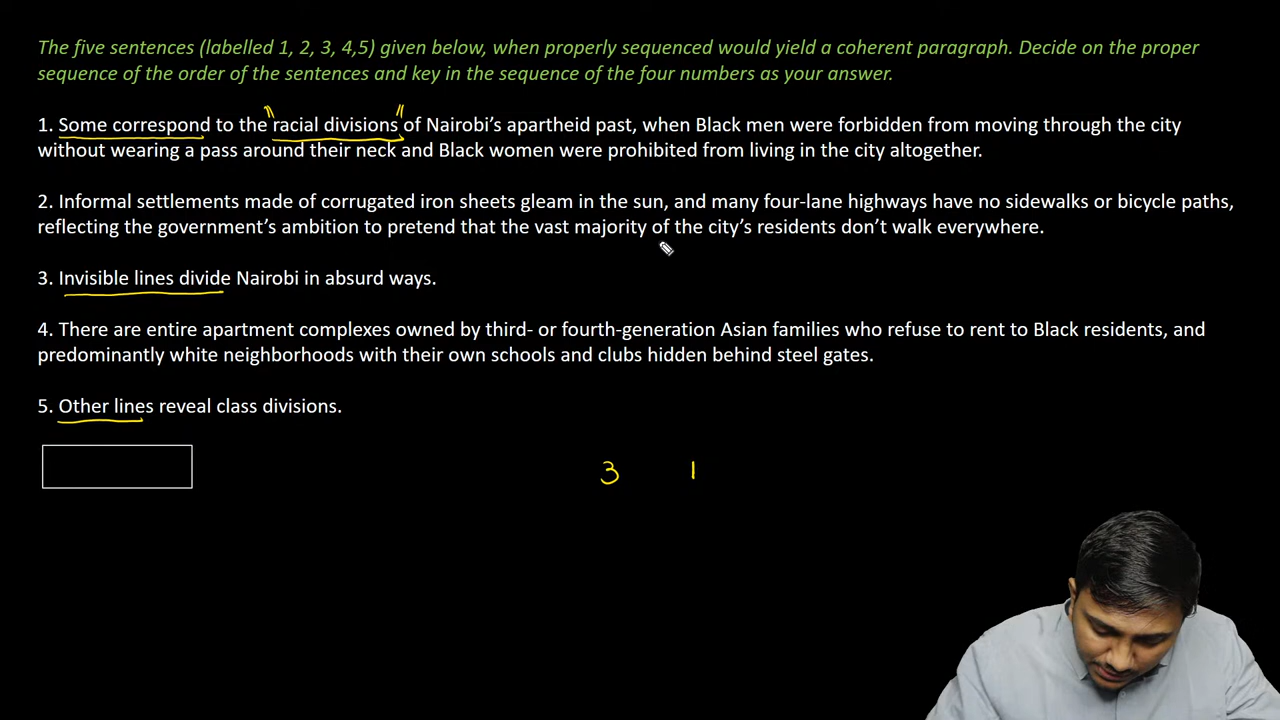 The five sentences (labelled 1, 2, 3, 4,5) given below, when properly sequenced would yield a coherent paragraph. Decide on the proper
sequence of the order of the sentences and key in the sequence of the four numbers as your answer.
1. Some correspond to the "racial divisions" of Nairobi’s apartheid past, when Black men were forbidden from moving through the city
without wearing a pass around their neck and Black women were prohibited from living in the city altogether.
2. Informal settlements made of corrugated iron sheets gleam in the sun, and many four-lane highways have no sidewalks or bicycle paths,
reflecting the government’s ambition to pretend that the vast majority of the city’s residents don’t walk everywhere.
3. Invisible lines divide Nairobi in absurd ways.
4. There are entire apartment complexes owned by third- or fourth-generation Asian families who refuse to rent to Black residents, and
predominantly white neighborhoods with their own schools and clubs hidden behind steel gates.
5. Other lines reveal class divisions.
3 1